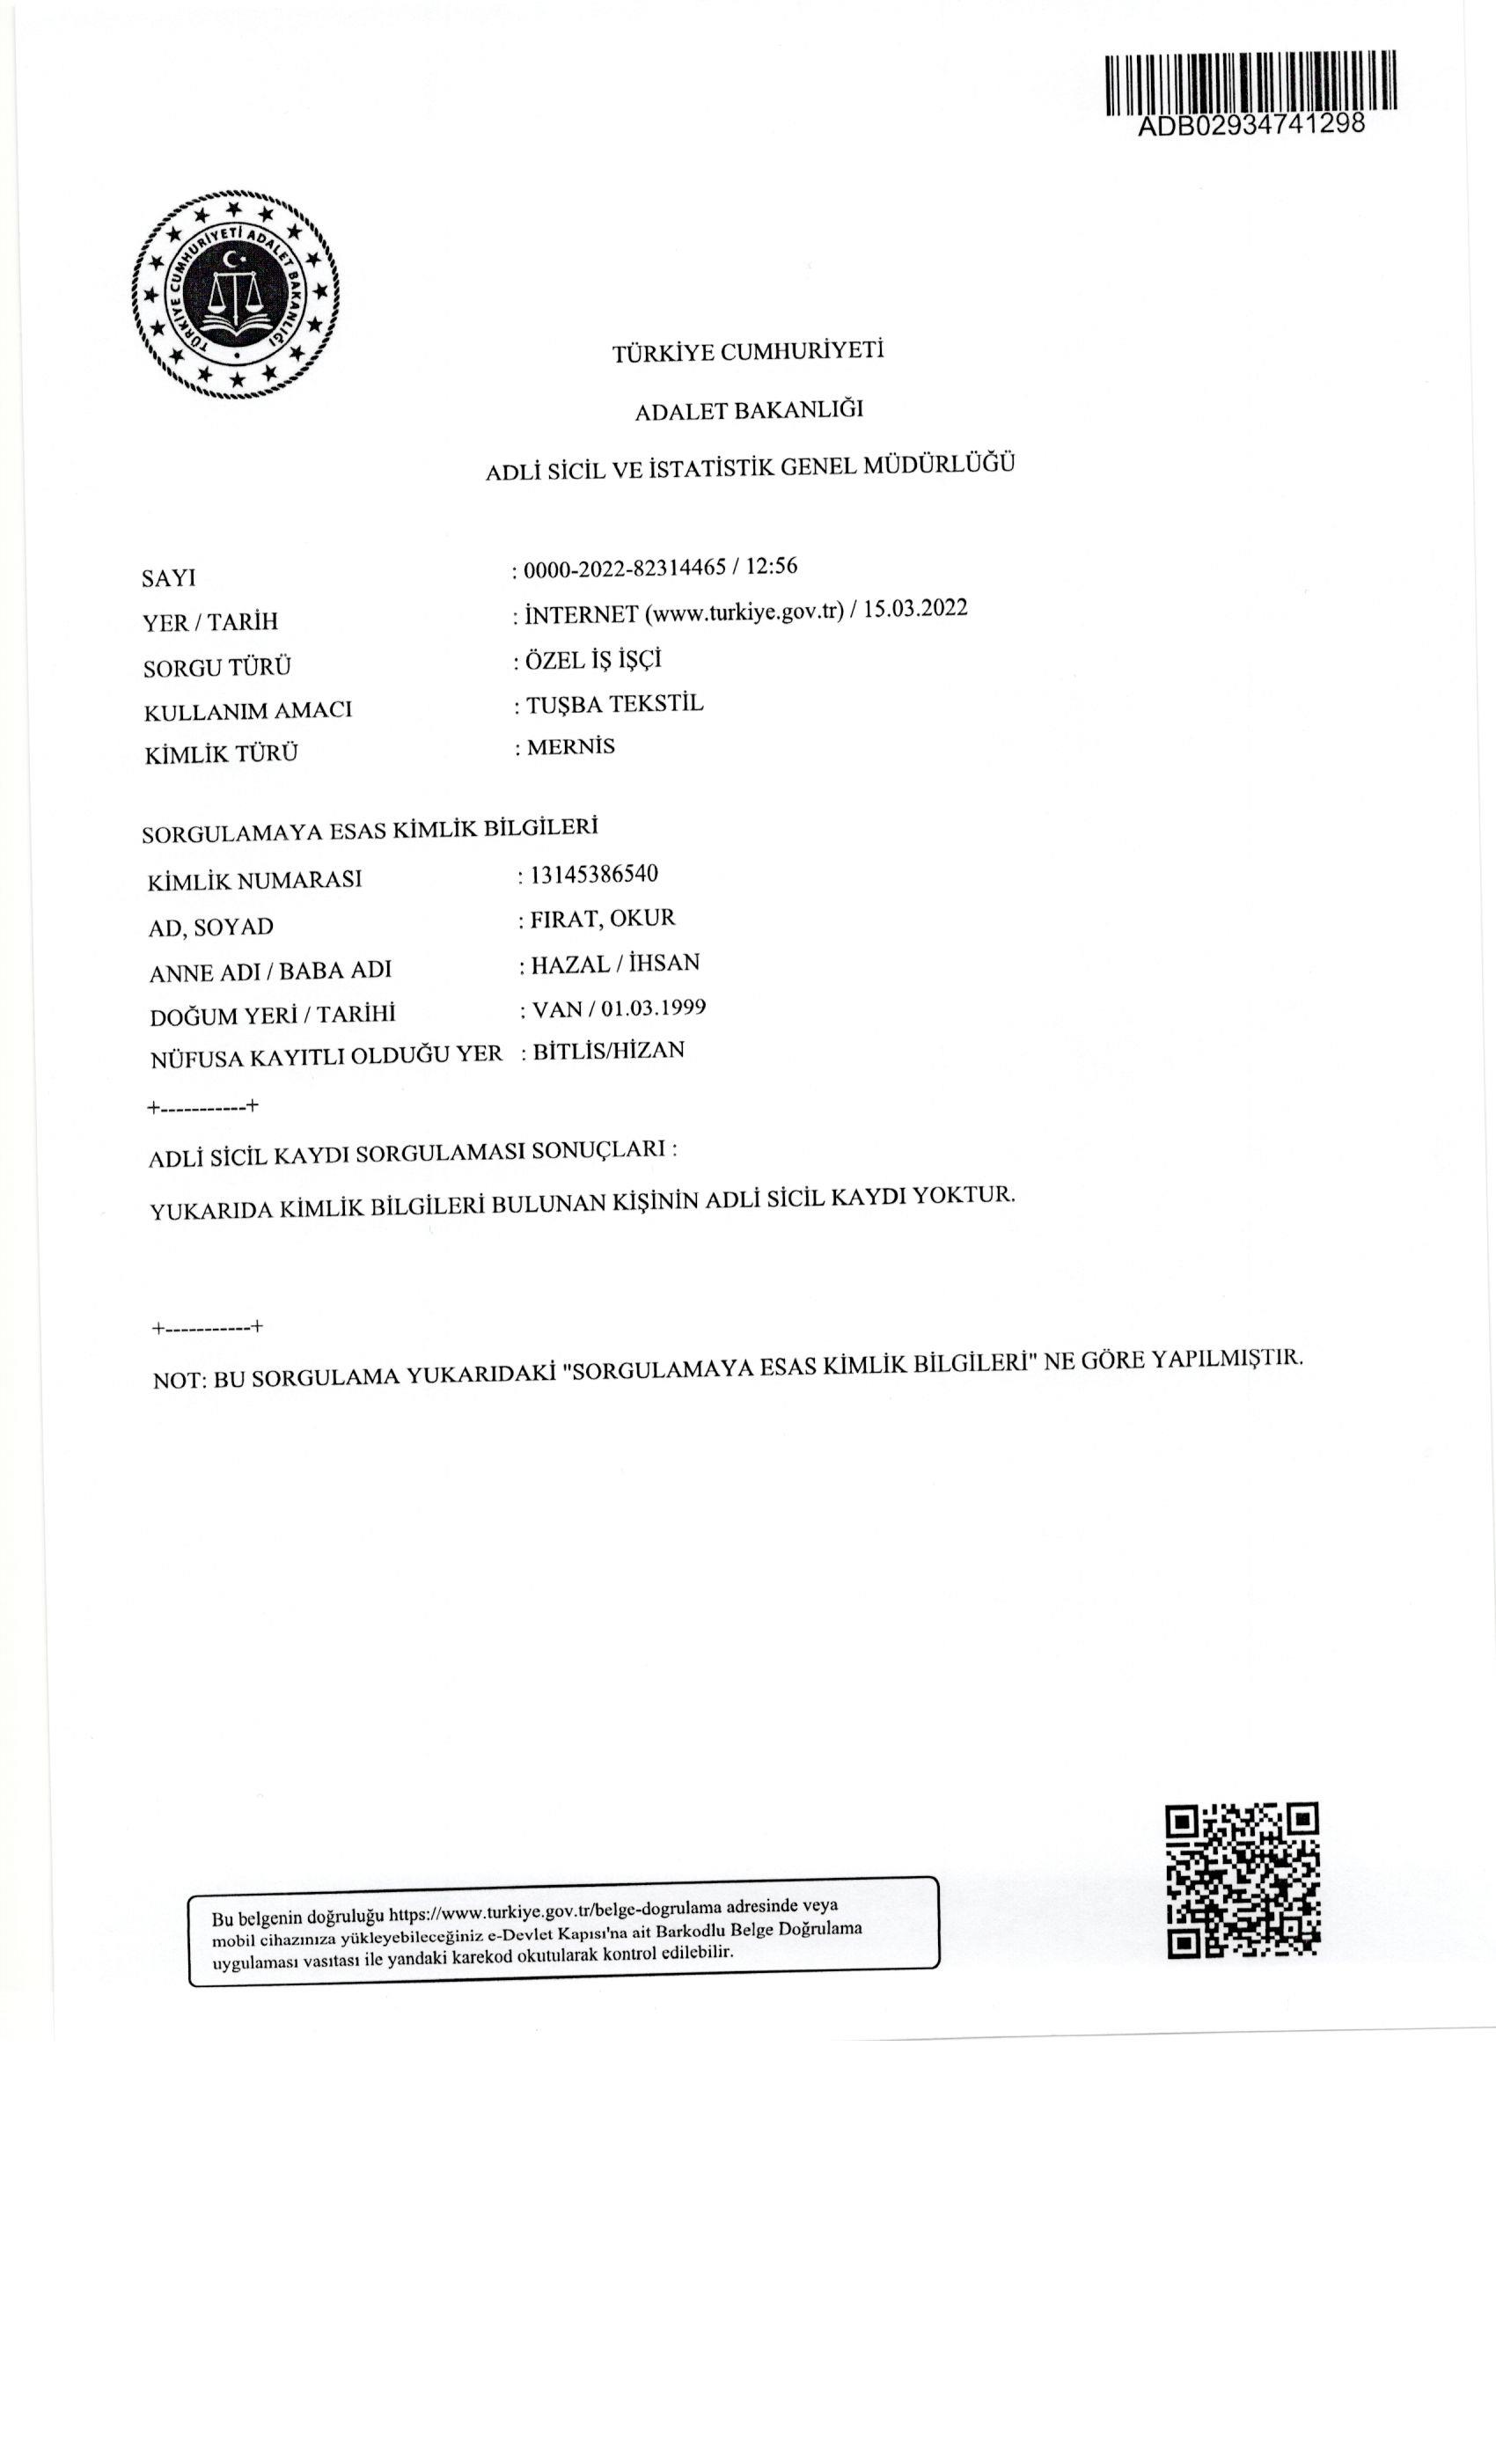 ADB02934741298
TÜRKİYE CUMHURİYETİ ADALET BAKANLIĞI
TÜRKİYE CUMHURİYETİ
ADALET BAKANLIĞI
ADLİ SİCİL VE İSTATİSTİK GENEL MÜDÜRLÜĞÜ
SAYI : 0000-2022-82314465 / 12:56
YER / TARİH : İNTERNET (www.turkiye.gov.tr) / 15.03.2022
SORGU TÜRÜ : ÖZEL İŞ İŞÇİ
KULLANIM AMACI : TUŞBA TEKSTİL
KİMLİK TÜRÜ : MERNİS
SORGULAMAYA ESAS KİMLİK BİLGİLERİ
KİMLİK NUMARASI : 13145386540
AD, SOYAD : FIRAT, OKUR
ANNE ADI / BABA ADI : HAZAL / İHSAN
DOĞUM YERİ / TARİHİ : VAN / 01.03.1999
NÜFUSA KAYITLI OLDUĞU YER : BİTLİS/HİZAN
+-----------+
ADLİ SİCİL KAYDI SORGULAMASI SONUÇLARI :
YUKARIDA KİMLİK BİLGİLERİ BULUNAN KİŞİNİN ADLİ SİCİL KAYDI YOKTUR.
+-----------+
NOT: BU SORGULAMA YUKARIDAKİ "SORGULAMAYA ESAS KİMLİK BİLGİLERİ" NE GÖRE YAPILMIŞTIR.
Bu belgenin doğruluğu https://www.turkiye.gov.tr/belge-dogrulama adresinde veya
mobil cihazınıza yükleyebileceğiniz e-Devlet Kapısı'na ait Barkodlu Belge Doğrulama
uygulaması vasıtası ile yandaki karekod okutularak kontrol edilebilir.